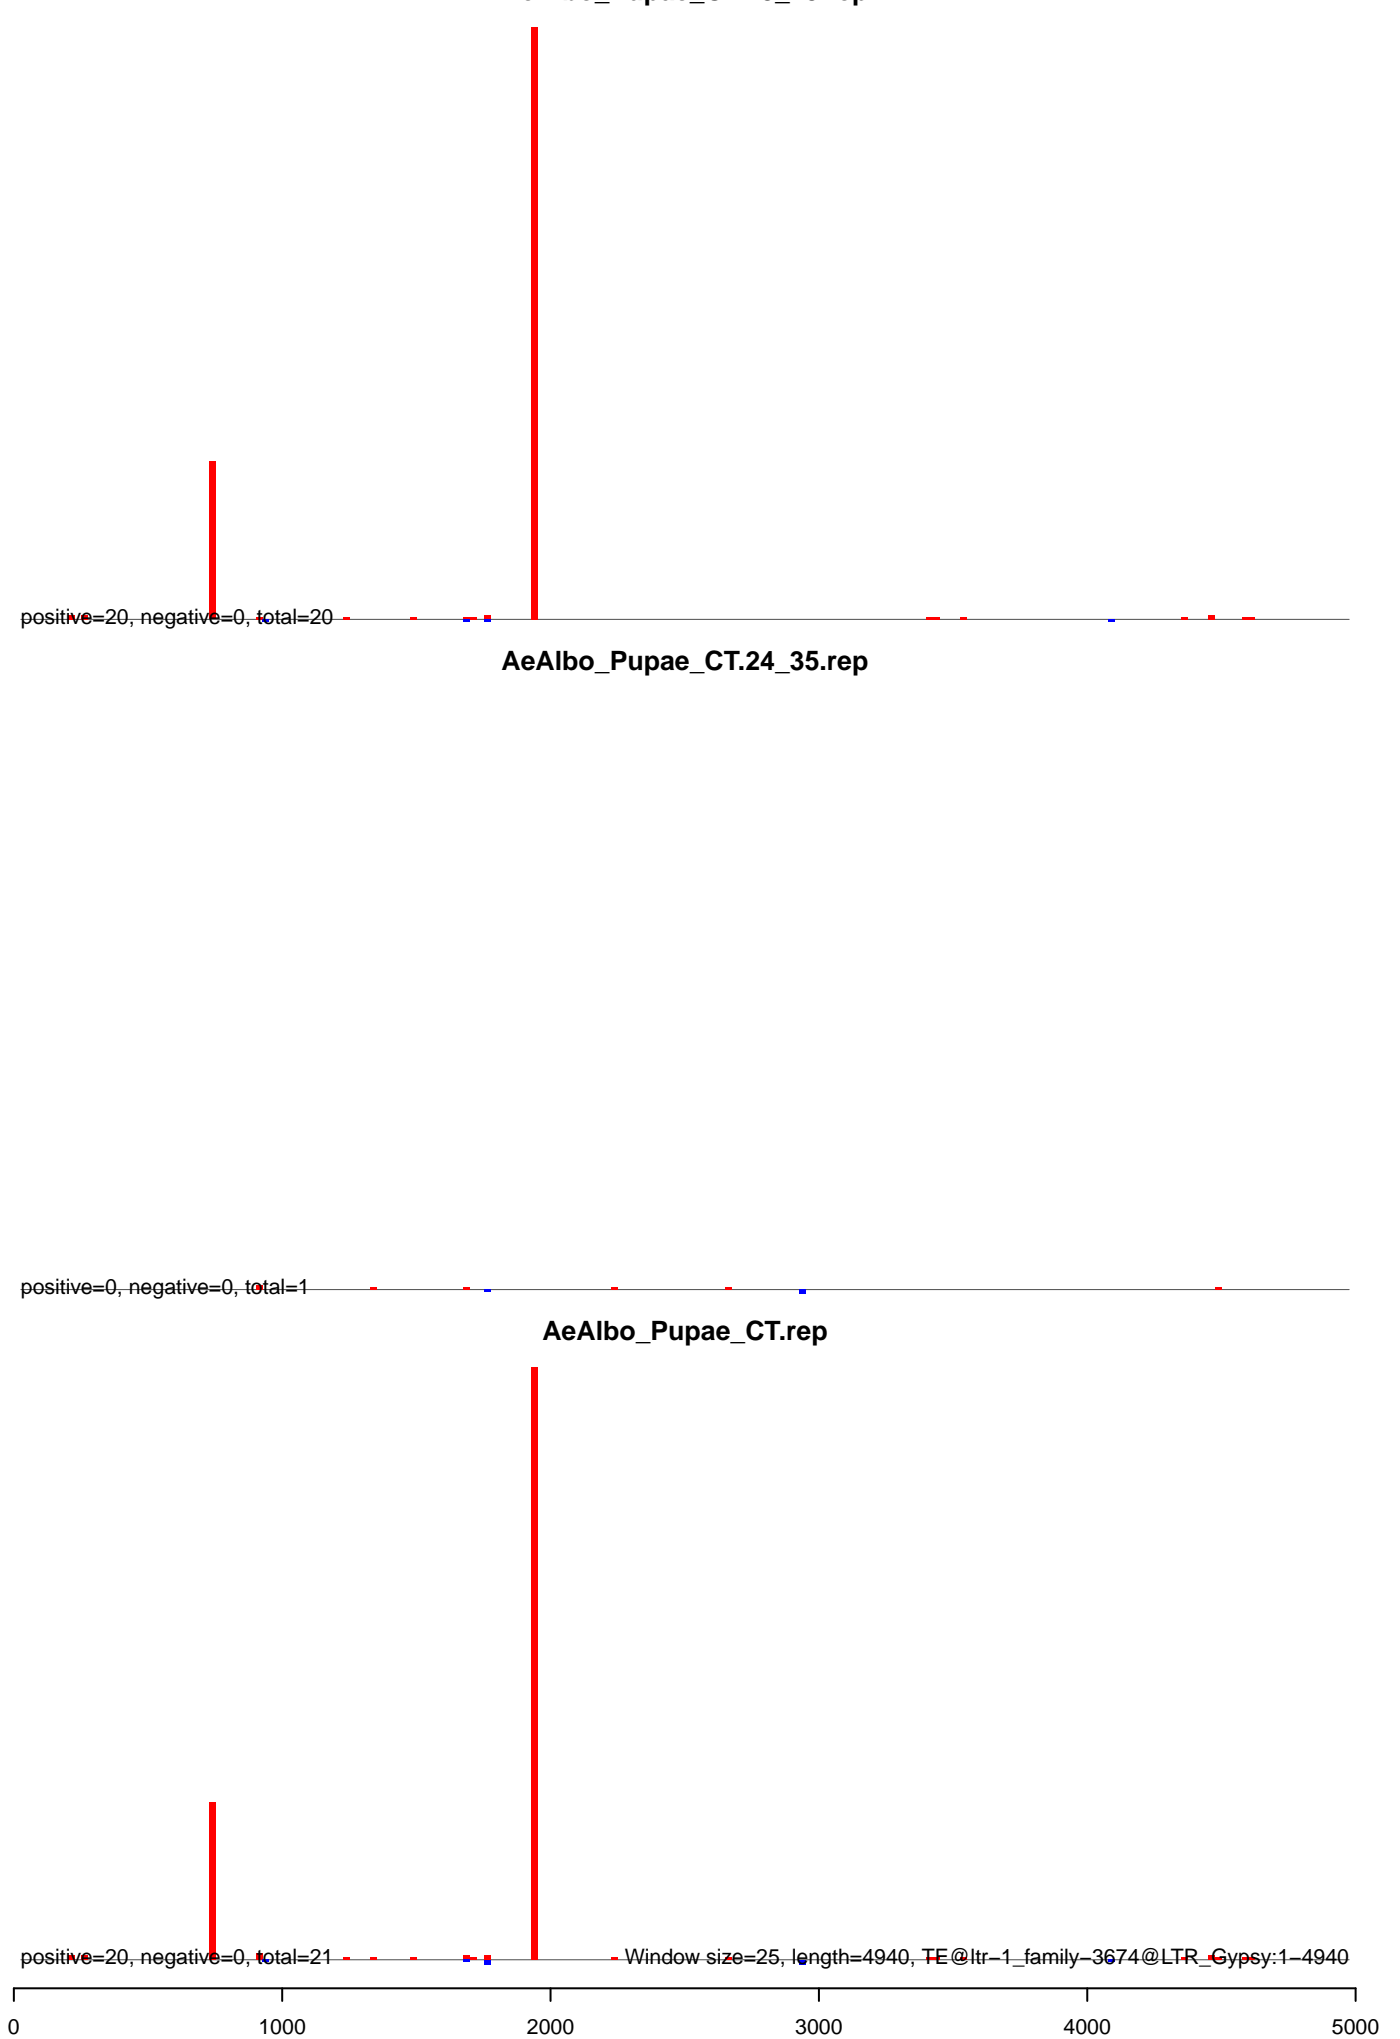 positive=20, negative=0, total=20
AeAlbo_Pupae_CT.24_35.rep
positive=0, negative=0, total=1
AeAlbo_Pupae_CT.rep
positive=20, negative=0, total=21
Window size=25, length=4940, TE@ltr−1_family−3674@LTR_Gypsy:1−4940
0 1000 2000 3000 4000 5000